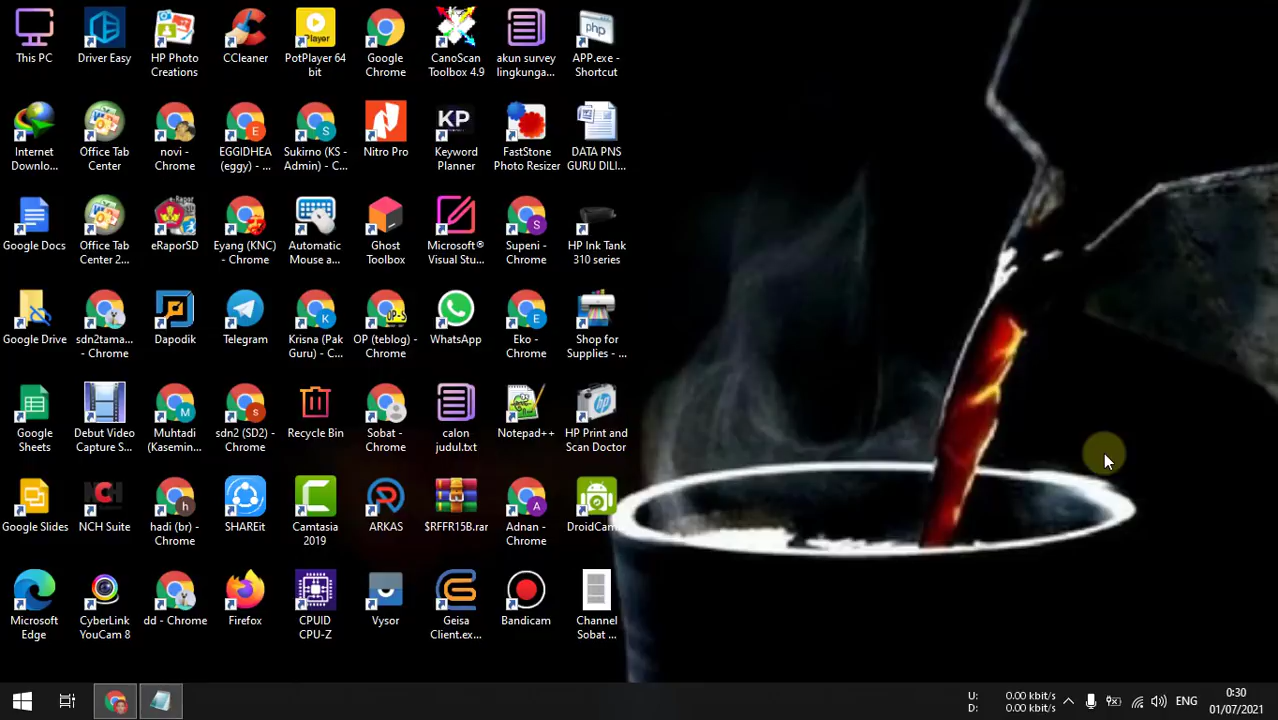 This PC
Driver Easy
HP Photo
Creations
CCleaner
PotPlayer 64
bit
Player
Google
Chrome
CanoScan
Toolbox 4.9
akun survey
lingkunga...
php
APP.exe -
Shortcut
Internet
Downlo...
Office Tab
Center
novi -
Chrome
E
EGGIDHEA
(eggy) - ...
S
Sukirno (KS -
Admin) - C...
Nitro Pro
KP
Keyword
Planner
FastStone
Photo Resizer
DATA PNS
GURU DILI...
Google Docs
Office Tab
Center 2...
e-Rapor
eRaporSD
Eyang (KNC)
- Chrome
Automatic
Mouse a...
Ghost
Toolbox
Microsoft®
Visual Stu...
S
Supeni -
Chrome
HP Ink Tank
310 series
Google Drive
sdn2tama...
- Chrome
Dapodik
Telegram
K
Krisna (Pak
Guru) - C...
OP-S
OP (teblog) -
Chrome
WhatsApp
E
Eko -
Chrome
Shop for
Supplies - ...
Google
Sheets
Debut Video
Capture S...
M
Muhtadi
(Kasemin...
s
sdn2 (SD2) -
Chrome
Recycle Bin
Sobat -
Chrome
calon
judul.txt
Notepad++
hp
HP Print and
Scan Doctor
Google Slides
NCH
NCH Suite
h
hadi (br) -
Chrome
SHAREit
C
Camtasia
2019
ARKAS
$RFFR15B.rar
A
Adnan -
Chrome
DroidCam...
Microsoft
Edge
CyberLink
YouCam 8
dd - Chrome
Firefox
CPUID
CPU-Z
Vysor
Geisa
Client.ex...
Bandicam
Channel
Sobat ...
U: 0.00 kbit/s
D: 0.00 kbit/s
ENG
0:30
01/07/2021